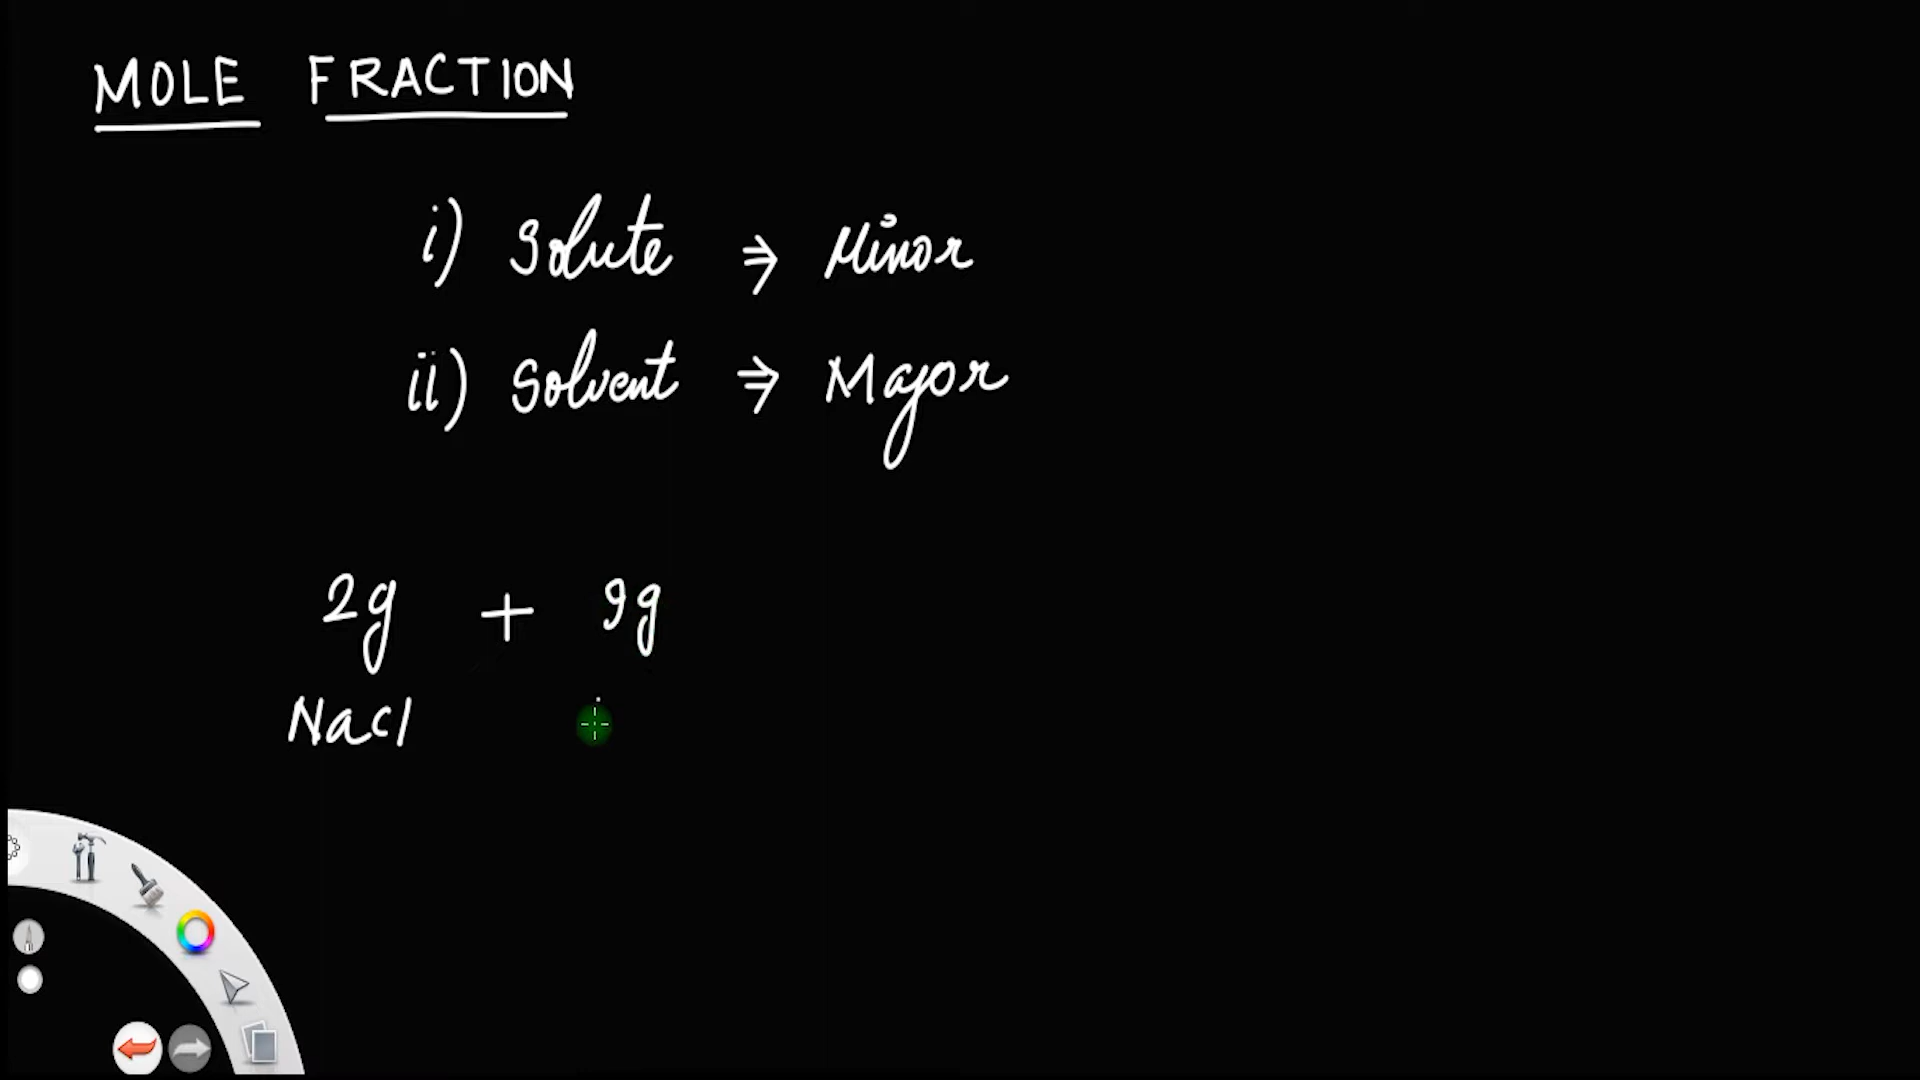 MOLE FRACTION
i) Solute ⇒ Minor
ii) Solvent ⇒ Major
2g + 9g
NaCl